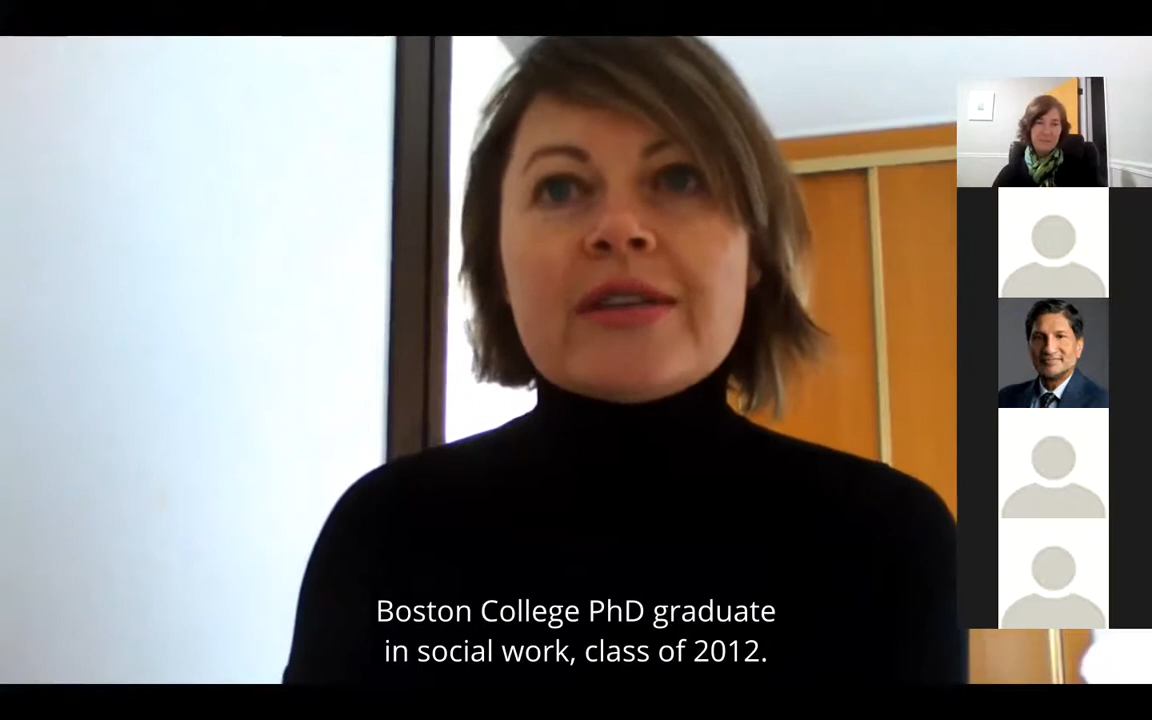 Boston College PhD graduate
in social work, class of 2012.